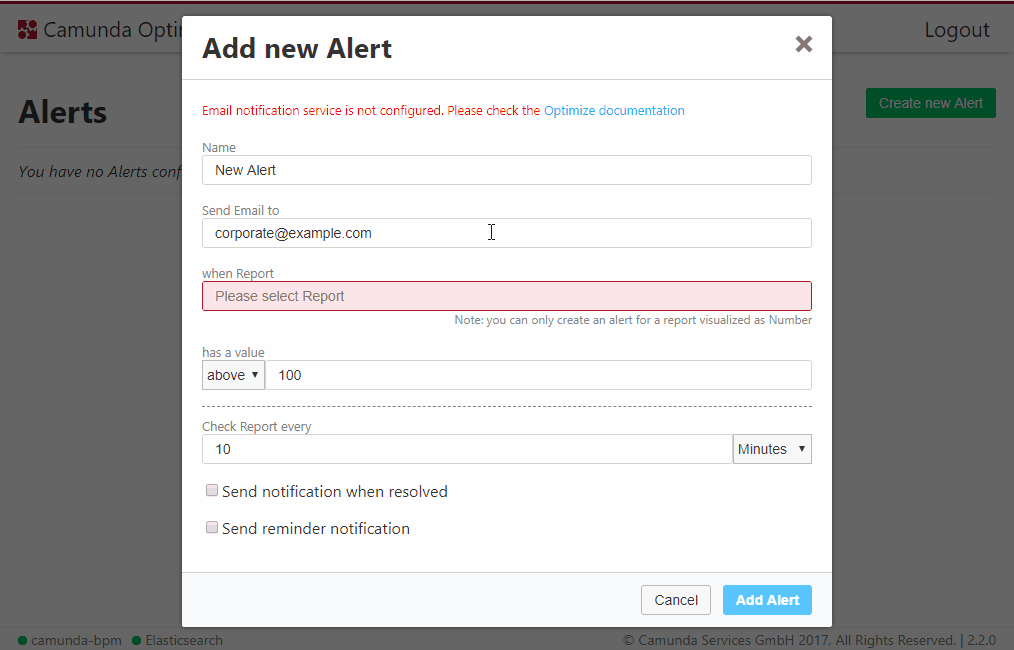 Camunda Opti
Logout
Add new Alert
Alerts
Create new Alert
Email notification service is not configured. Please check the Optimize documentation
You have no Alerts conf
Name
New Alert
Send Email to
corporate@example.com
when Report
Please select Report
Note: you can only create an alert for a report visualized as Number
has a value
above
100
Check Report every
10
Minutes
Send notification when resolved
Send reminder notification
Cancel
Add Alert
camunda-bpm
Elasticsearch
© Camunda Services GmbH 2017, All Rights Reserved. | 2.2.0